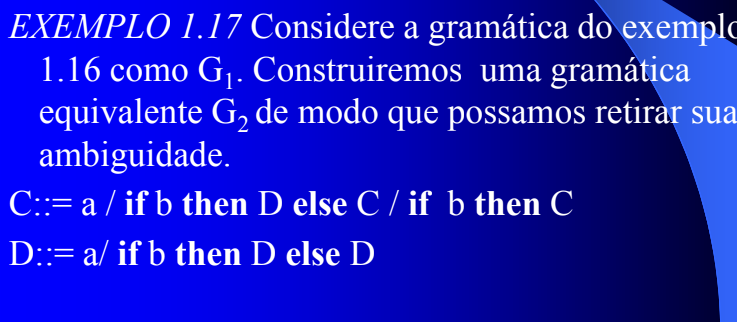 EXEMPLO 1.17 Considere a gramática do exemplo
1.16 como G₁. Construiremos uma gramática
equivalente G₂ de modo que possamos retirar sua
ambiguidade.
C::= a / if b then D else C / if b then C
D::= a/ if b then D else D